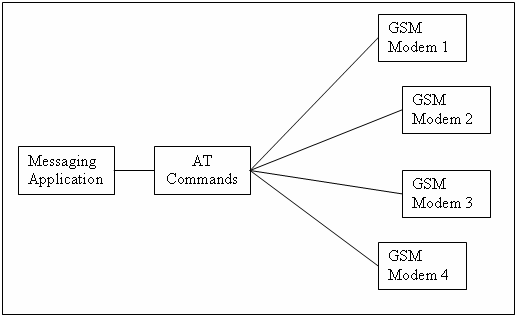 GSM
Modem 1
GSM
Modem 2
Messaging
Application
AT
Commands
GSM
Modem 3
GSM
Modem 4